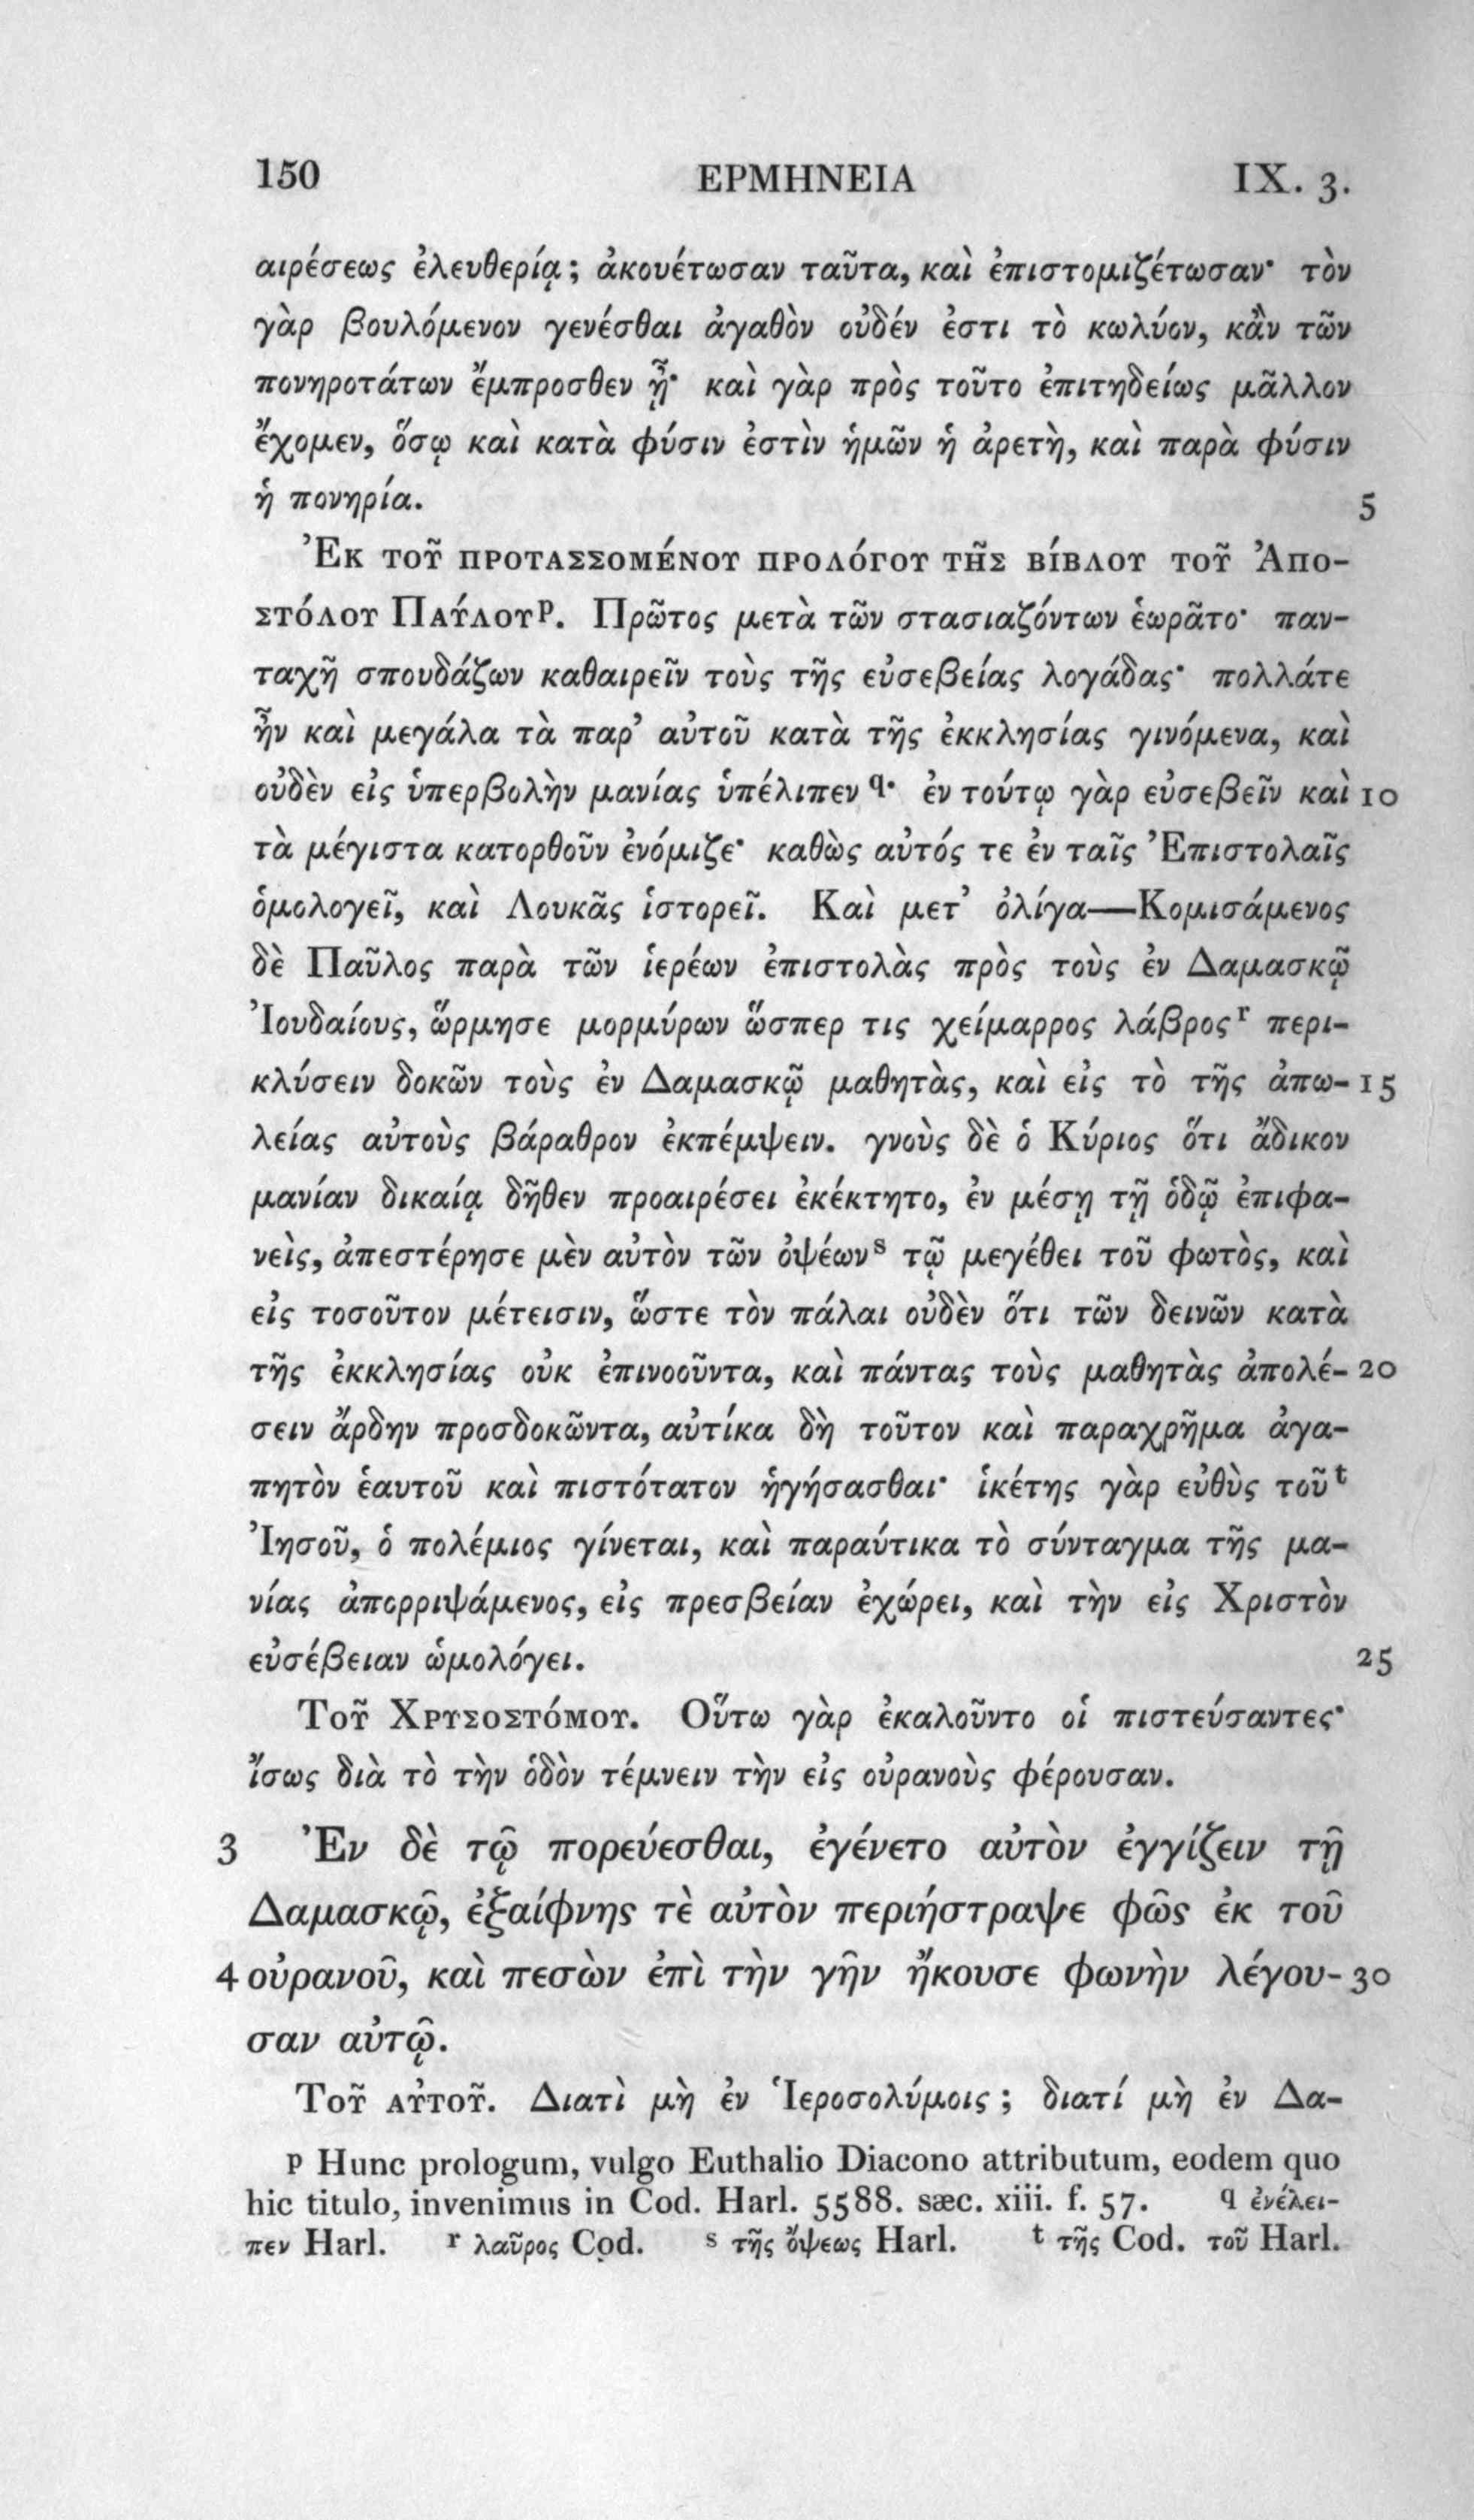 150 ΕΡΜΗΝΕΙΑ IX. 3.
αιρέσεως ἐλευθερίᾳ; ἀκουέτωσαν ταῦτα, καὶ ἐπιστομιζέτωσαν· τὸν
γὰρ βουλόμενον γενέσθαι ἀγαθὸν οὐδέν ἐστι τὸ κωλύον, κἂν τῶν
πονηροτάτων ἔμπροσθεν ᾖ· καὶ γὰρ πρὸς τοῦτο ἐπιτηδείως μᾶλλον
ἔχομεν, ὅσῳ καὶ κατὰ φύσιν ἐστὶν ἡμῶν ἡ ἀρετὴ, καὶ παρὰ φύσιν
ἡ πονηρία. 5
Ἐκ τοῦ προτασσομένου προλόγου τῆς βίβλου τοῦ Ἀπο-
στόλου Παύλου p. Πρῶτος μετὰ τῶν στασιαζόντων ἑωρᾶτο· παν-
ταχῆ σπουδάζων καθαιρεῖν τοὺς τῆς εὐσεβείας λογάδας· πολλάτε
ἦν καὶ μεγάλα τὰ παρ’ αὐτοῦ κατὰ τῆς ἐκκλησίας γινόμενα, καὶ
οὐδὲν εἰς ὑπερβολὴν μανίας ὑπέλιπεν q· ἐν τούτῳ γὰρ εὐσεβεῖν καὶ 10
τὰ μέγιστα κατορθοῦν ἐνόμιζε· καθὼς αὐτός τε ἐν ταῖς Ἐπιστολαῖς
ὁμολογεῖ, καὶ Λουκᾶς ἱστορεῖ. Καὶ μετ’ ὀλίγα—Κομισάμενος
δὲ Παῦλος παρὰ τῶν ἱερέων ἐπιστολὰς πρὸς τοὺς ἐν Δαμασκῷ
Ἰουδαίους, ὥρμησε μορμύρων ὥσπερ τις χείμαρρος λάβρος r περι-
κλύσειν δοκῶν τοὺς ἐν Δαμασκῷ μαθητὰς, καὶ εἰς τὸ τῆς ἀπω- 15
λείας αὐτοὺς βάραθρον ἐκπέμψειν. γνοὺς δὲ ὁ Κύριος ὅτι ἄδικον
μανίαν δικαίᾳ δῆθεν προαιρέσει ἐκέκτητο, ἐν μέσῃ τῇ ὁδῷ ἐπιφα-
νεὶς, ἀπεστέρησε μὲν αὐτὸν τῶν ὀψέων s τῷ μεγέθει τοῦ φωτὸς, καὶ
εἰς τοσοῦτον μέτεισιν, ὥστε τὸν πάλαι οὐδὲν ὅτι τῶν δεινῶν κατὰ
τῆς ἐκκλησίας οὐκ ἐπινοοῦντα, καὶ πάντας τοὺς μαθητὰς ἀπολέ- 20
σειν ἄρδην προσδοκῶντα, αὐτίκα δὴ τοῦτον καὶ παραχρῆμα ἀγα-
πητὸν ἑαυτοῦ καὶ πιστότατον ἡγήσασθαι· ἱκέτης γὰρ εὐθὺς τοῦ t
Ἰησοῦ, ὁ πολέμιος γίνεται, καὶ παραύτικα τὸ σύνταγμα τῆς μα-
νίας ἀπορριψάμενος, εἰς πρεσβείαν ἐχώρει, καὶ τὴν εἰς Χριστὸν
εὐσέβειαν ὡμολόγει. 25
Τοῦ Χρυσοστόμου. Οὕτω γὰρ ἐκαλοῦντο οἱ πιστεύσαντες·
ἴσως διὰ τὸ τὴν ὁδὸν τέμνειν τὴν εἰς οὐρανοὺς φέρουσαν.
3 Ἐν δὲ τῷ πορεύεσθαι, ἐγένετο αὐτὸν ἐγγίζειν τῇ
Δαμασκῷ, ἐξαίφνης τὲ αὐτὸν περιήστραψε φῶς ἐκ τοῦ
4 οὐρανοῦ, καὶ πεσὼν ἐπὶ τὴν γῆν ἤκουσε φωνὴν λέγου- 30
σαν αὐτῷ.
Τοῦ αὐτοῦ. Διατὶ μὴ ἐν Ἱεροσολύμοις; διατί μὴ ἐν Δα-
p Hunc prologum, vulgo Euthalio Diacono attributum, eodem quo
hic titulo, invenimus in Cod. Harl. 5588. sæc. xiii. f. 57. q ἐνέλει-
πεν Harl. r λαῦρος Cod. s τῆς ὄψεως Harl. t τῆς Cod. τοῦ Harl.